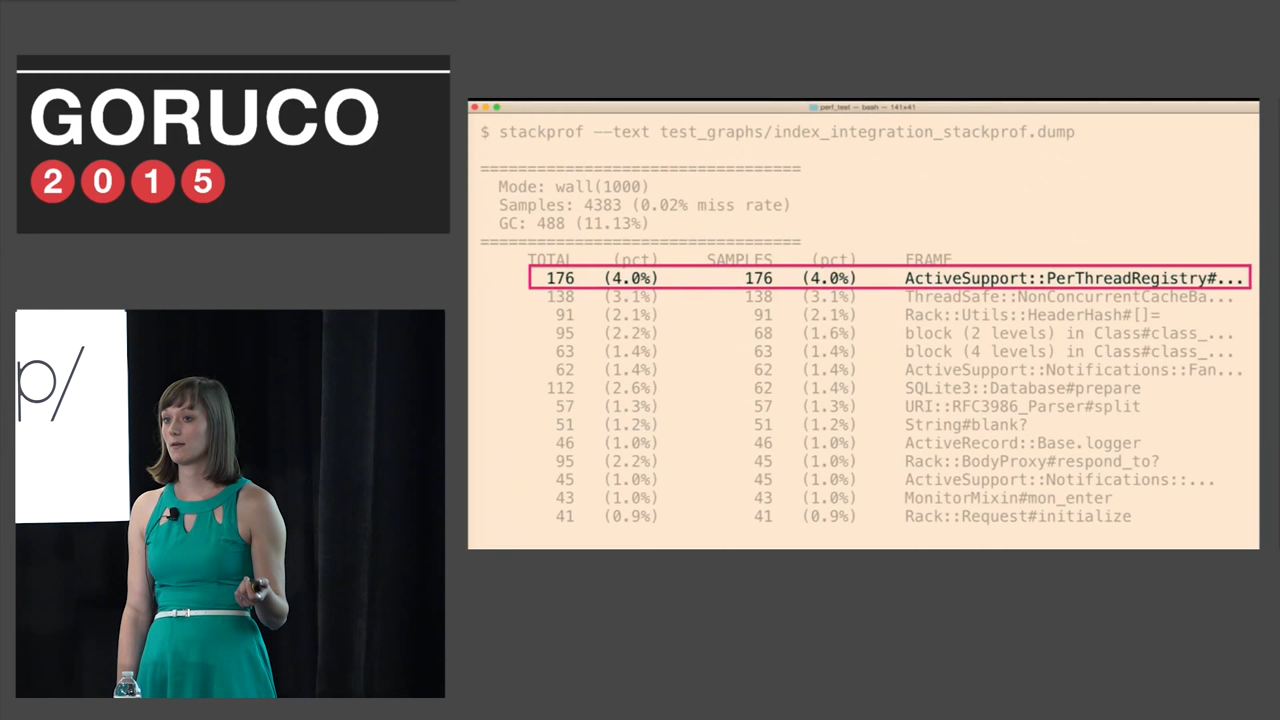 GORUCO
2 0 1 5
p/
perf_test — bash — 141×41
$ stackprof --text test_graphs/index_integration_stackprof.dump
==================================
Mode: wall(1000)
Samples: 4383 (0.02% miss rate)
GC: 488 (11.13%)
==================================
TOTAL (pct) SAMPLES (pct) FRAME
176 (4.0%) 176 (4.0%) ActiveSupport::PerThreadRegistry#...
138 (3.1%) 138 (3.1%) ThreadSafe::NonConcurrentCacheBa...
91 (2.1%) 91 (2.1%) Rack::Utils::HeaderHash#[]=
95 (2.2%) 68 (1.6%) block (2 levels) in Class#class_...
63 (1.4%) 63 (1.4%) block (4 levels) in Class#class_...
62 (1.4%) 62 (1.4%) ActiveSupport::Notifications::Fan...
112 (2.6%) 62 (1.4%) SQLite3::Database#prepare
57 (1.3%) 57 (1.3%) URI::RFC3986_Parser#split
51 (1.2%) 51 (1.2%) String#blank?
46 (1.0%) 46 (1.0%) ActiveRecord::Base.logger
95 (2.2%) 45 (1.0%) Rack::BodyProxy#respond_to?
45 (1.0%) 45 (1.0%) ActiveSupport::Notifications::...
43 (1.0%) 43 (1.0%) MonitorMixin#mon_enter
41 (0.9%) 41 (0.9%) Rack::Request#initialize